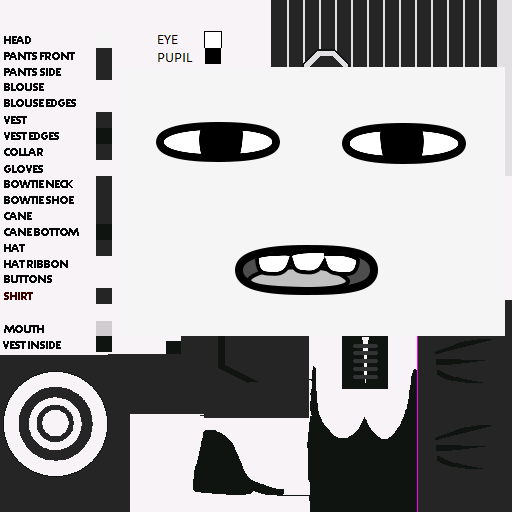 EYE
PUPIL
HEAD
PANTS FRONT
PANTS SIDE
BLOUSE
BLOUSE EDGES
VEST
VEST EDGES
COLLAR
GLOVES
BOWTIE NECK
BOWTIE SHOE
CANE
CANE BOTTOM
HAT
HAT RIBBON
BUTTONS
SHIRT
MOUTH
VEST INSIDE